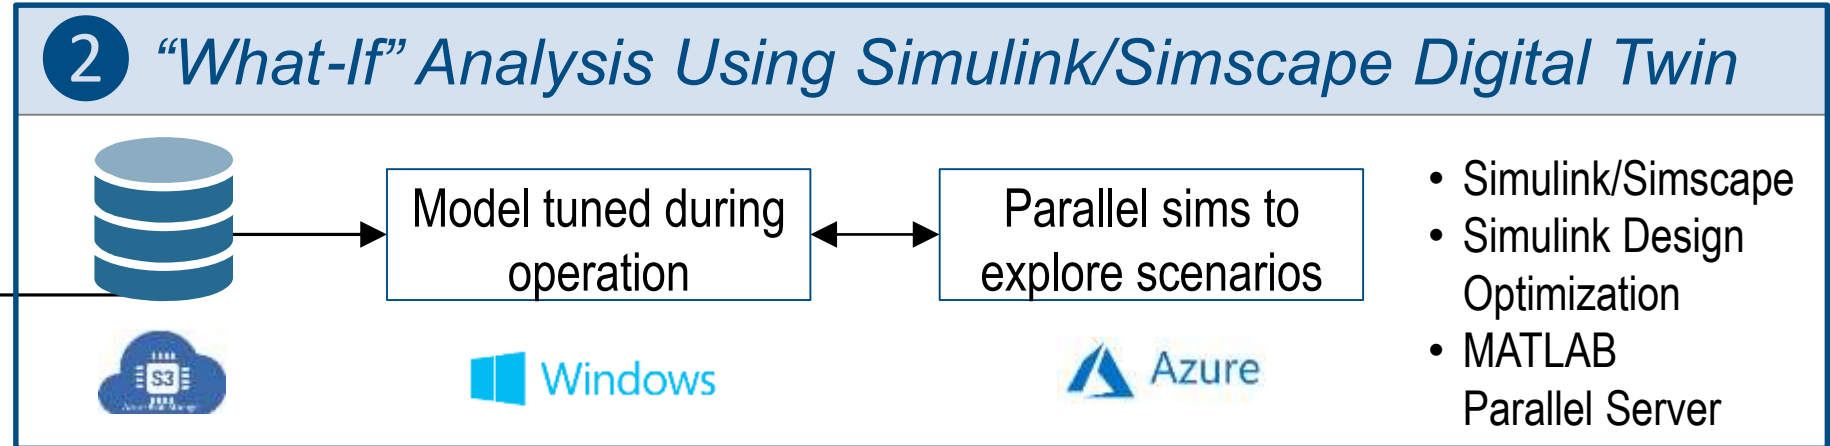 2 “What-If” Analysis Using Simulink/Simscape Digital Twin
Model tuned during
operation
Parallel sims to
explore scenarios
• Simulink/Simscape
• Simulink Design
Optimization
• MATLAB
Parallel Server
S3
Windows
Azure